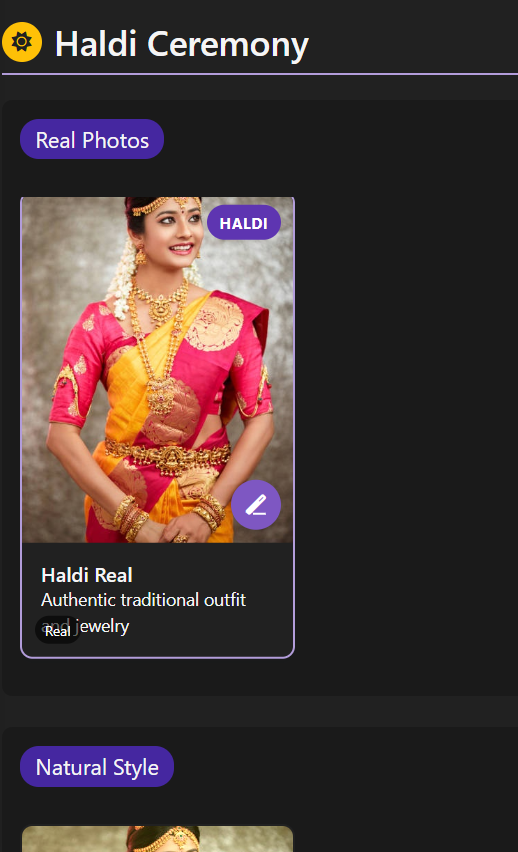 Haldi Ceremony
Real Photos
HALDI
Haldi Real
Authentic traditional outfit
and jewelry
Real
Natural Style